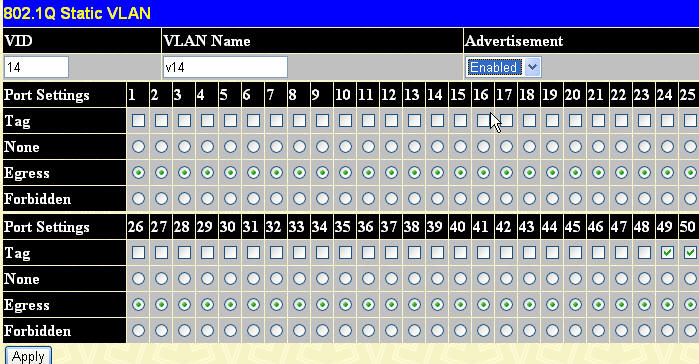 802.1Q Static VLAN
VID VLAN Name Advertisement
14 v14 Enabled
Port Settings 1 2 3 4 5 6 7 8 9 10 11 12 13 14 15 16 17 18 19 20 21 22 23 24 25
Tag
None
Egress
Forbidden
Port Settings 26 27 28 29 30 31 32 33 34 35 36 37 38 39 40 41 42 43 44 45 46 47 48 49 50
Tag
None
Egress
Forbidden
Apply